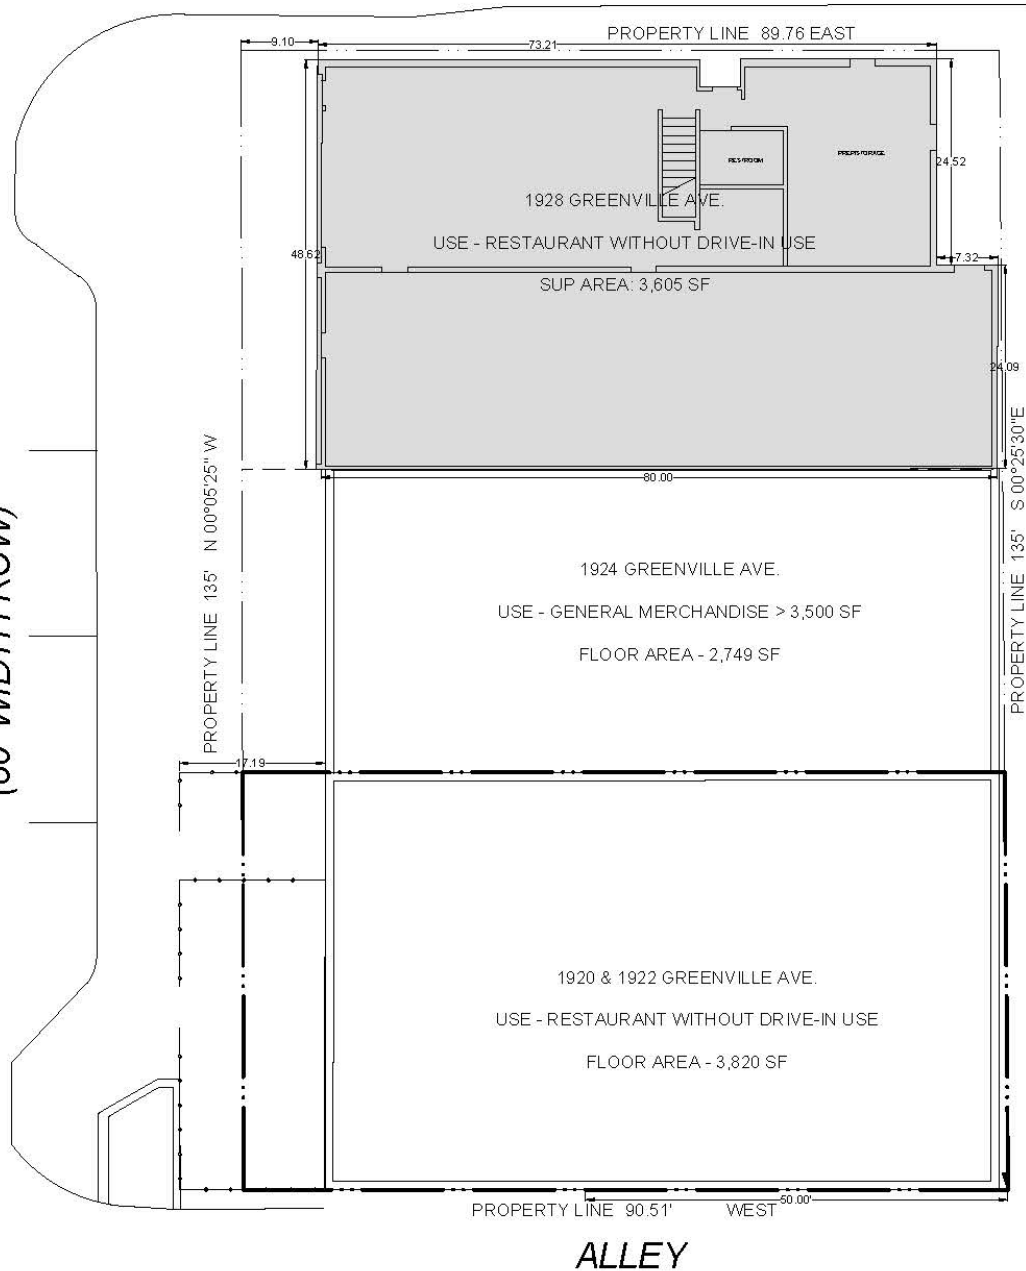 PROPERTY LINE 89.76 EAST
9.10
73.21
24.52
RESTROOM
1928 GREENVILLE AVE.
USE - RESTAURANT WITHOUT DRIVE-IN USE
48.62
7.32
SUP AREA: 3,605 SF
24.09
PROPERTY LINE 135' N 00°05'25" W
PROPERTY LINE 135' S 00°25'30"E
80.00
1924 GREENVILLE AVE.
USE - GENERAL MERCHANDISE > 3,500 SF
FLOOR AREA - 2,749 SF
17.19
1920 & 1922 GREENVILLE AVE.
USE - RESTAURANT WITHOUT DRIVE-IN USE
FLOOR AREA - 3,820 SF
50.00'
PROPERTY LINE 90.51' WEST
ALLEY